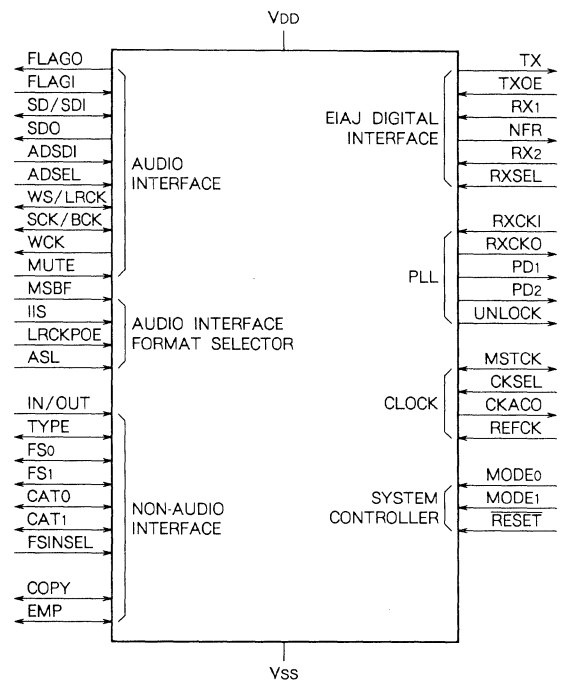 VDD
FLAGO
FLAGI
SD/SDI
SDO
ADSDI
ADSEL
WS/LRCK
SCK/BCK
WCK
MUTE
AUDIO
INTERFACE
MSBF
IIS
LRCKPOE
ASL
AUDIO INTERFACE
FORMAT SELECTOR
IN/OUT
TYPE
FS0
FS1
CAT0
CAT1
FSINSEL
COPY
EMP
NON-AUDIO
INTERFACE
EIAJ DIGITAL
INTERFACE
TX
TXOE
RX1
NFR
RX2
RXSEL
PLL
RXCKI
RXCKO
PD1
PD2
UNLOCK
CLOCK
MSTCK
CKSEL
CKACO
REFCK
SYSTEM
CONTROLLER
MODE0
MODE1
RESET
VSS